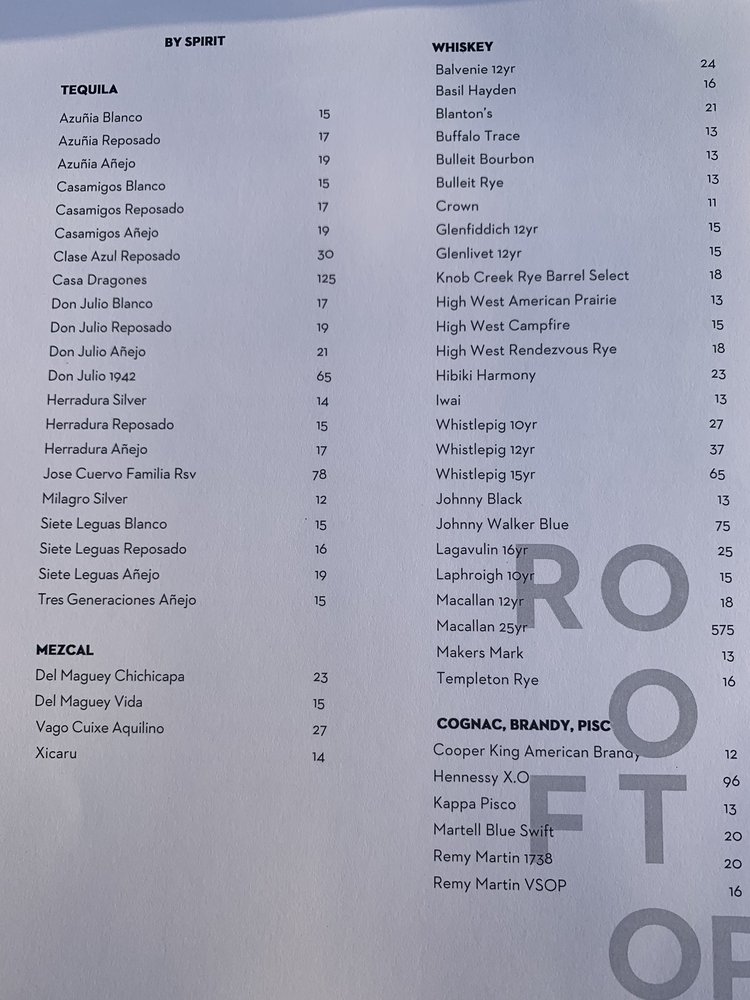 BY SPIRIT
TEQUILA
Azuñia Blanco 15
Azuñia Reposado 17
Azuñia Añejo 19
Casamigos Blanco 15
Casamigos Reposado 17
Casamigos Añejo 19
Clase Azul Reposado 30
Casa Dragones 125
Don Julio Blanco 17
Don Julio Reposado 19
Don Julio Añejo 21
Don Julio 1942 65
Herradura Silver 14
Herradura Reposado 15
Herradura Añejo 17
Jose Cuervo Familia Rsv 78
Milagro Silver 12
Siete Leguas Blanco 15
Siete Leguas Reposado 16
Siete Leguas Añejo 19
Tres Generaciones Añejo 15
MEZCAL
Del Maguey Chichicapa 23
Del Maguey Vida 15
Vago Cuixe Aquilino 27
Xicaru 14
WHISKEY
Balvenie 12yr 24
Basil Hayden 16
Blanton's 21
Buffalo Trace 13
Bulleit Bourbon 13
Bulleit Rye 13
Crown 11
Glenfiddich 12yr 15
Glenlivet 12yr 15
Knob Creek Rye Barrel Select 18
High West American Prairie 13
High West Campfire 15
High West Rendezvous Rye 18
Hibiki Harmony 23
Iwai 13
Whistlepig 10yr 27
Whistlepig 12yr 37
Whistlepig 15yr 65
Johnny Black 13
Johnny Walker Blue 75
Lagavulin 16yr 25
Laphroigh 10yr 15
Macallan 12yr 18
Macallan 25yr 575
Makers Mark 13
Templeton Rye 16
COGNAC, BRANDY, PISC
Cooper King American Brandy 12
Hennessy X.O 96
Kappa Pisco 13
Martell Blue Swift 20
Remy Martin 1738 20
Remy Martin VSOP 16
RO
O
FT
OP